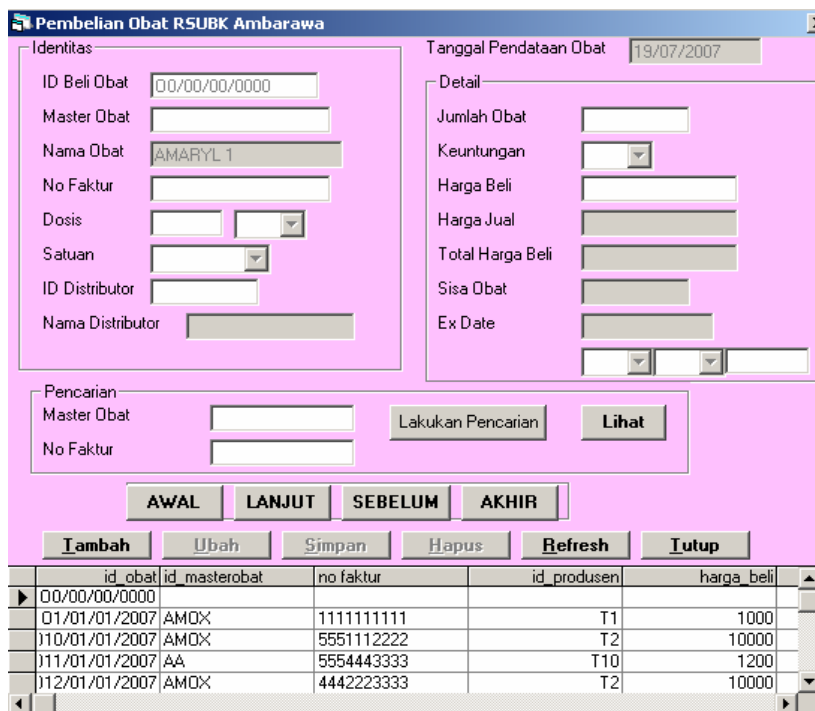 Pembelian Obat RSUBK Ambarawa
Identitas
ID Beli Obat O0/00/00/0000
Master Obat
Nama Obat AMARYL 1
No Faktur
Dosis
Satuan
ID Distributor
Nama Distributor
Tanggal Pendataan Obat 19/07/2007
Detail
Jumlah Obat
Keuntungan
Harga Beli
Harga Jual
Total Harga Beli
Sisa Obat
Ex Date
Pencarian
Master Obat
No Faktur
Lakukan Pencarian Lihat
AWAL LANJUT SEBELUM AKHIR
Tambah Ubah Simpan Hapus Refresh Tutup
id_obat id_masterobat no faktur id_produsen harga_beli
O0/00/00/0000
O1/01/01/2007 AMOX 1111111111 T1 1000
010/01/01/2007 AMOX 5551112222 T2 10000
011/01/01/2007 AA 5554443333 T10 1200
012/01/01/2007 AMOX 4442223333 T2 10000